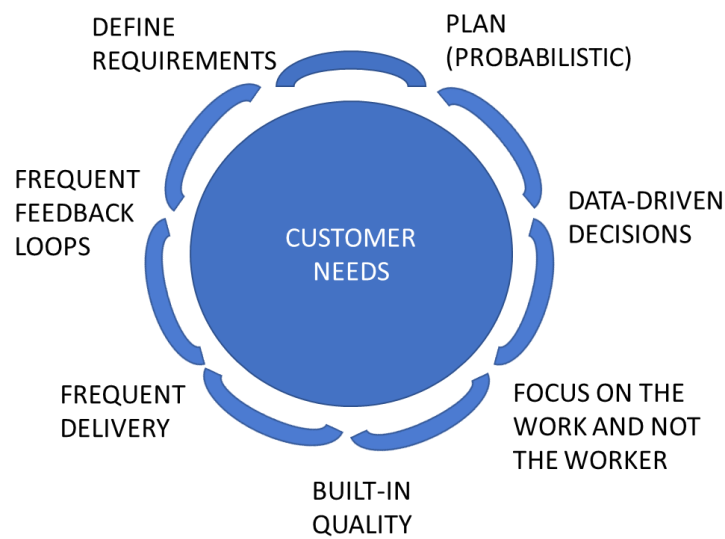 DEFINE
REQUIREMENTS
PLAN
(PROBABILISTIC)
DATA-DRIVEN
DECISIONS
FOCUS ON THE
WORK AND NOT
THE WORKER
BUILT-IN
QUALITY
FREQUENT
DELIVERY
FREQUENT
FEEDBACK
LOOPS
CUSTOMER
NEEDS